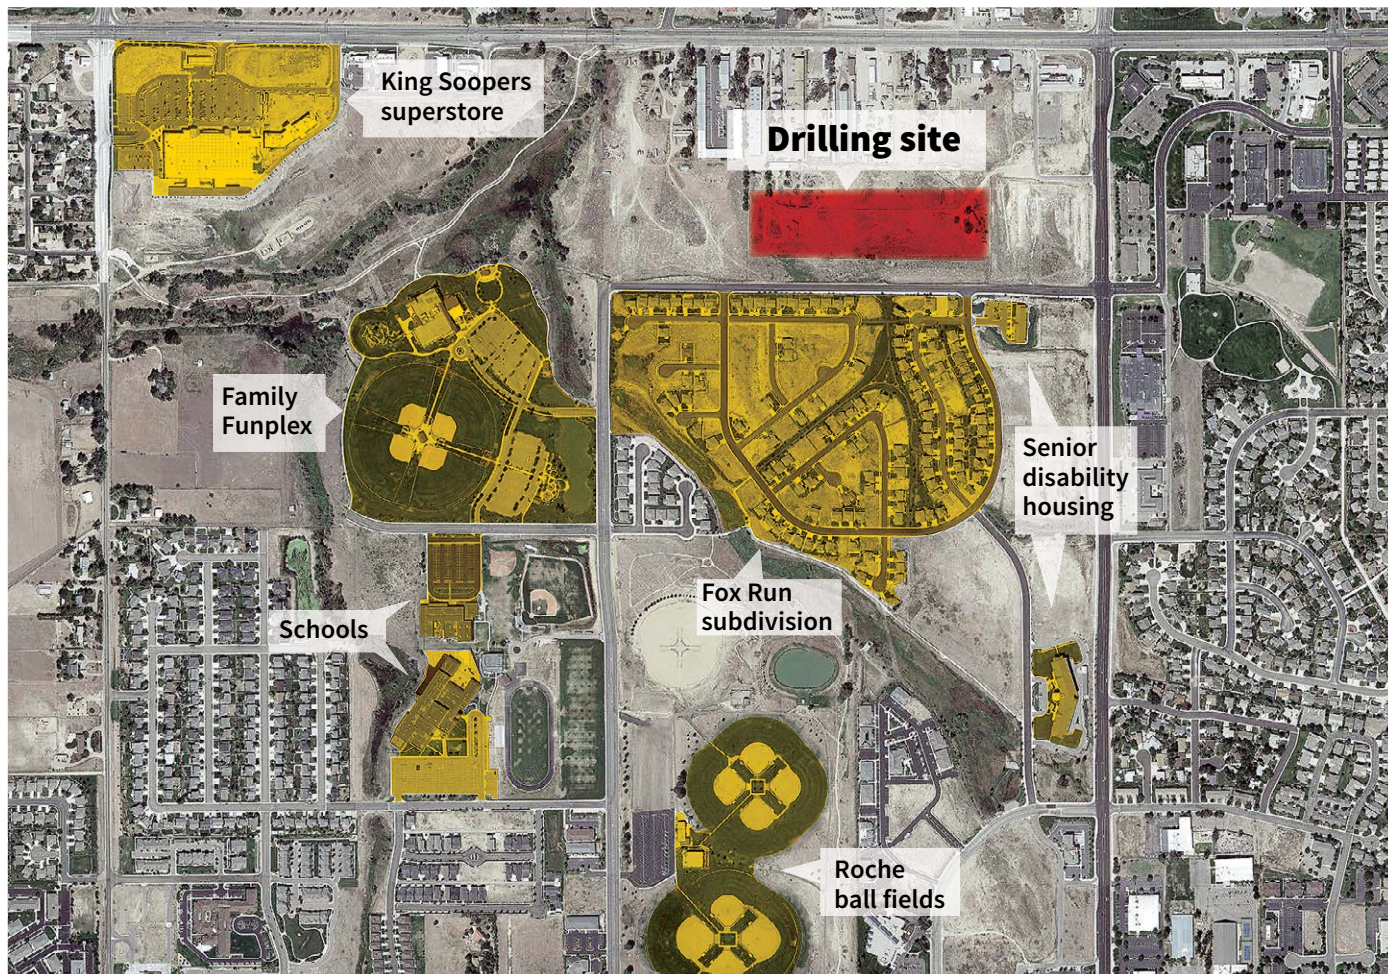 King Soopers
superstore
Drilling site
Family
Funplex
Senior
disability
housing
Fox Run
subdivision
Schools
Roche
ball fields